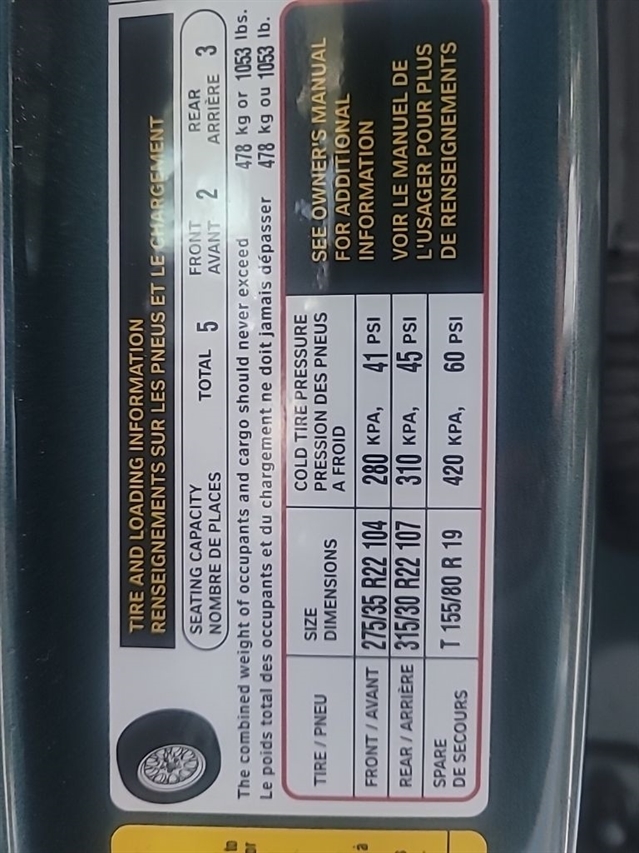 TIRE AND LOADING INFORMATION
RENSEIGNEMENTS SUR LES PNEUS ET LE CHARGEMENT
SEATING CAPACITY TOTAL 5 FRONT 2 REAR 3
NOMBRE DE PLACES AVANT ARRIÈRE
The combined weight of occupants and cargo should never exceed 478 kg or 1053 lbs.
Le poids total des occupants et du chargement ne doit jamais dépasser 478 kg ou 1053 lb.
TIRE / PNEU
SIZE
DIMENSIONS
COLD TIRE PRESSURE
PRESSION DES PNEUS
A FROID
FRONT / AVANT 275/35 R22 104 280 KPA, 41 PSI
REAR / ARRIÈRE 315/30 R22 107 310 KPA, 45 PSI
SPARE
DE SECOURS
T 155/80 R 19 420 KPA, 60 PSI
SEE OWNER'S MANUAL
FOR ADDITIONAL
INFORMATION
VOIR LE MANUEL DE
L'USAGER POUR PLUS
DE RENSEIGNEMENTS
to
or
à